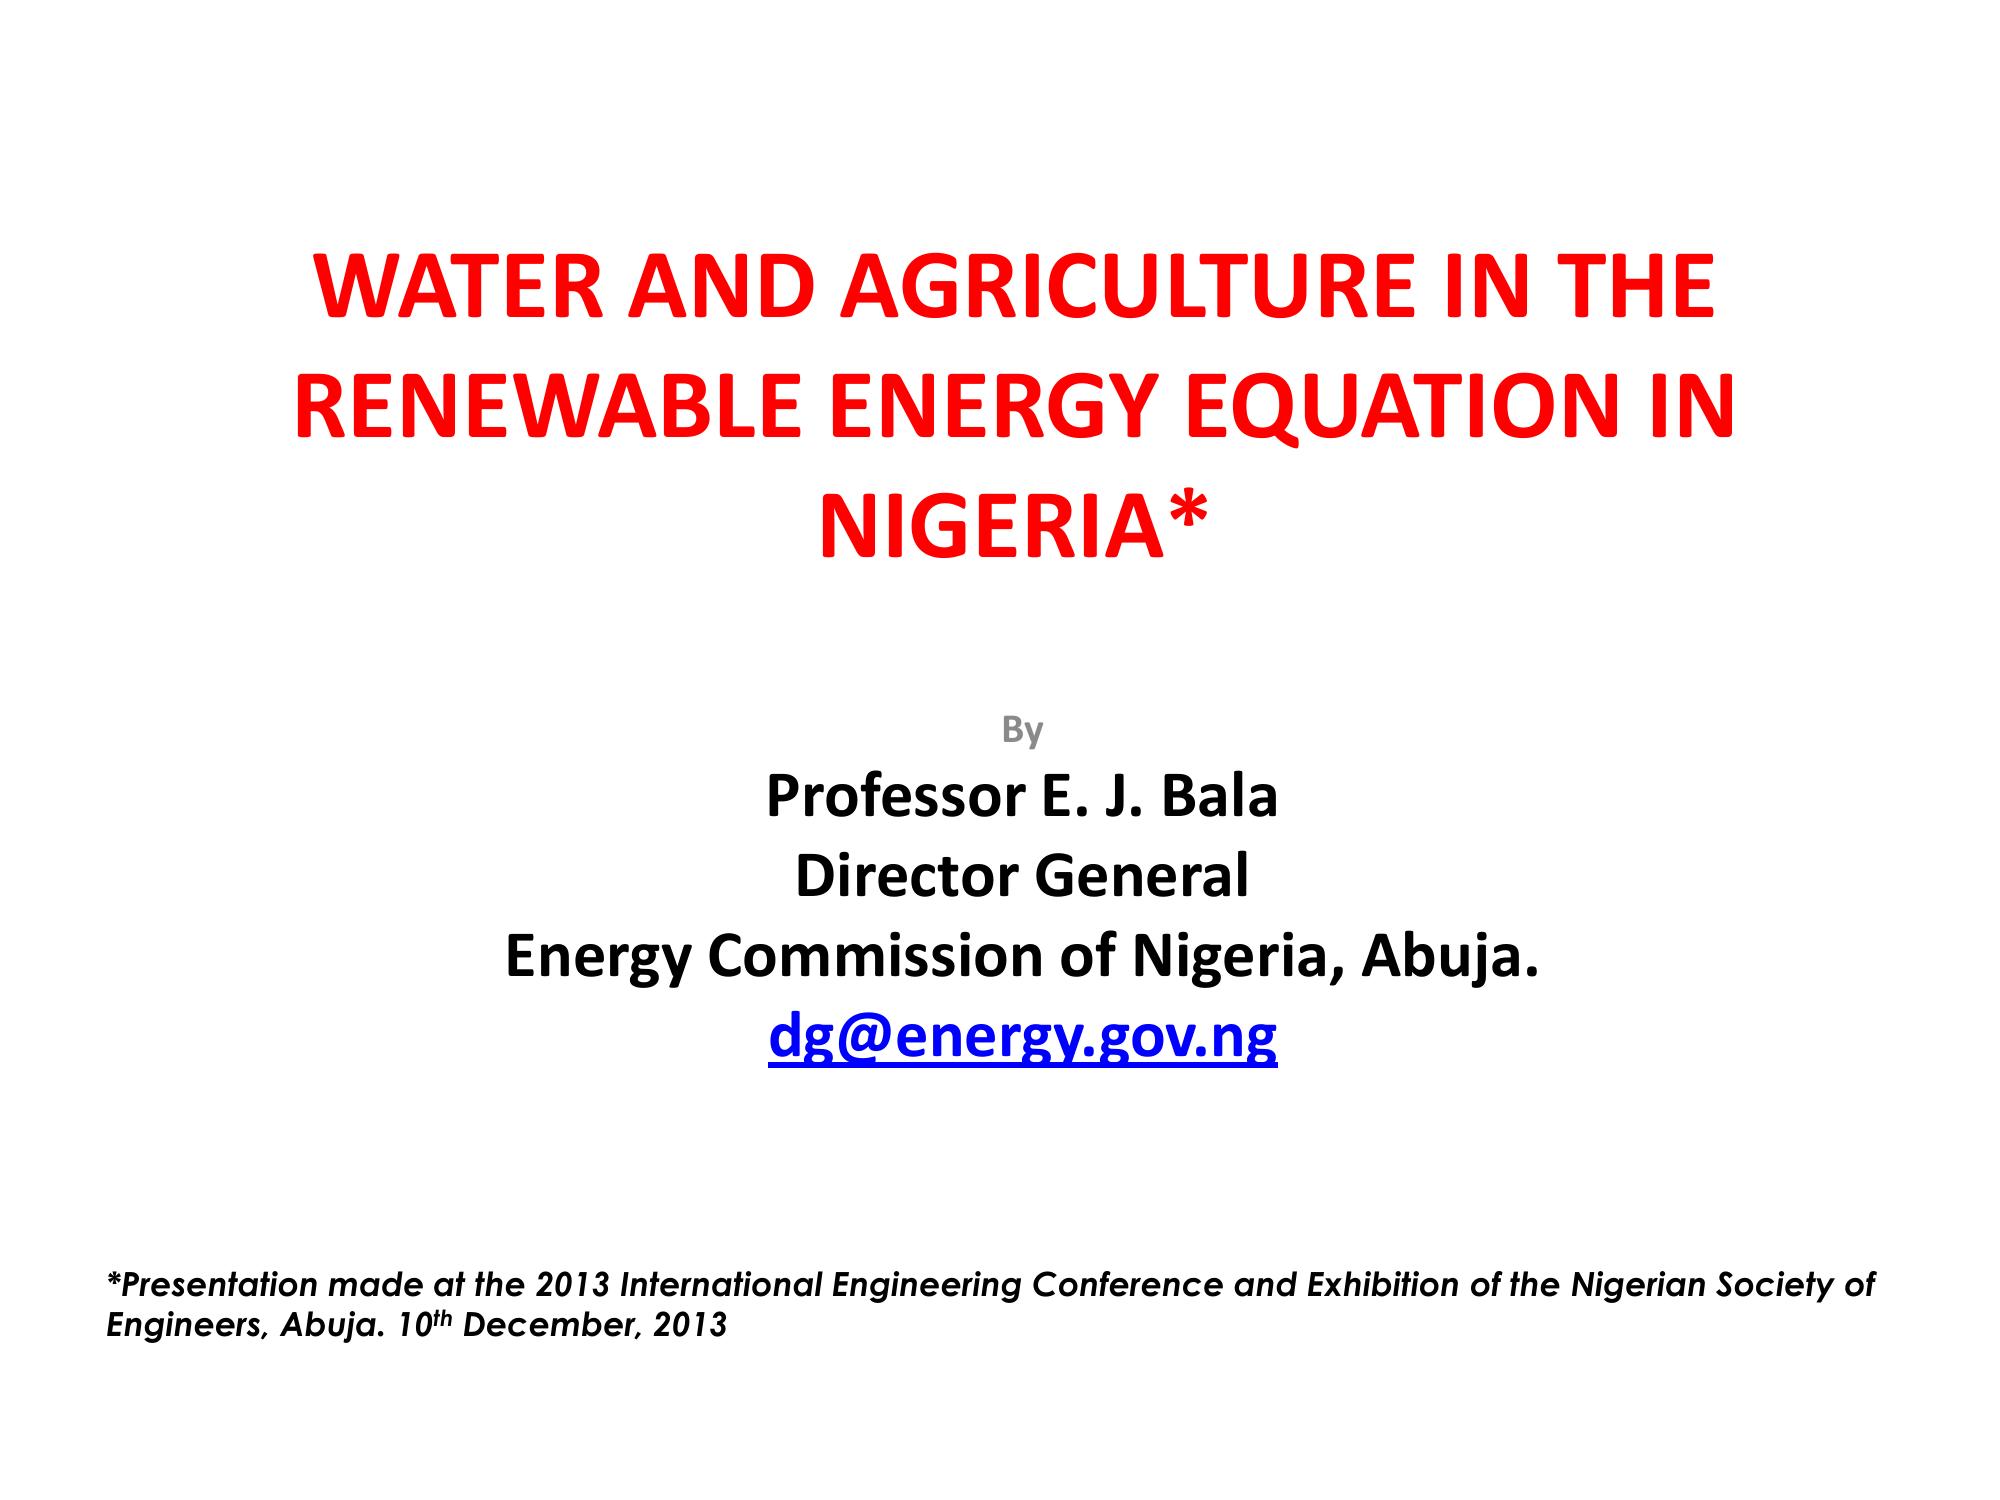 WATER AND AGRICULTURE IN THE
RENEWABLE ENERGY EQUATION IN
NIGERIA*
By
Professor E. J. Bala
Director General
Energy Commission of Nigeria, Abuja.
dg@energy.gov.ng
*Presentation made at the 2013 International Engineering Conference and Exhibition of the Nigerian Society of
Engineers, Abuja. 10th December, 2013